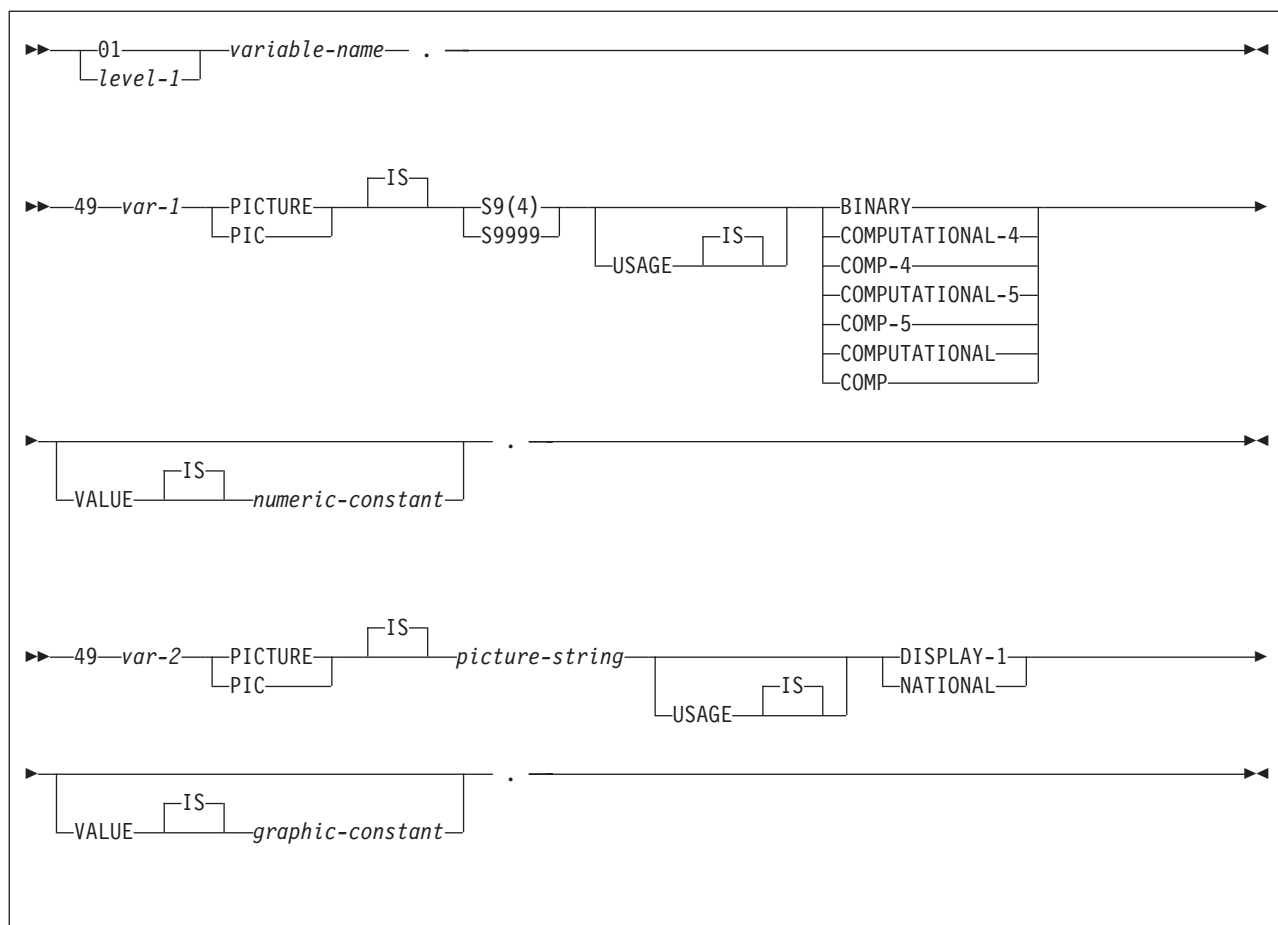 01 variable-name .
level-1
IS
49 var-1 PICTURE S9(4) BINARY
PIC S9999 IS COMPUTATIONAL-4
USAGE COMP-4
COMPUTATIONAL-5
COMP-5
COMPUTATIONAL
COMP
.
IS
VALUE numeric-constant
IS
49 var-2 PICTURE picture-string DISPLAY-1
PIC IS NATIONAL
USAGE
.
IS
VALUE graphic-constant